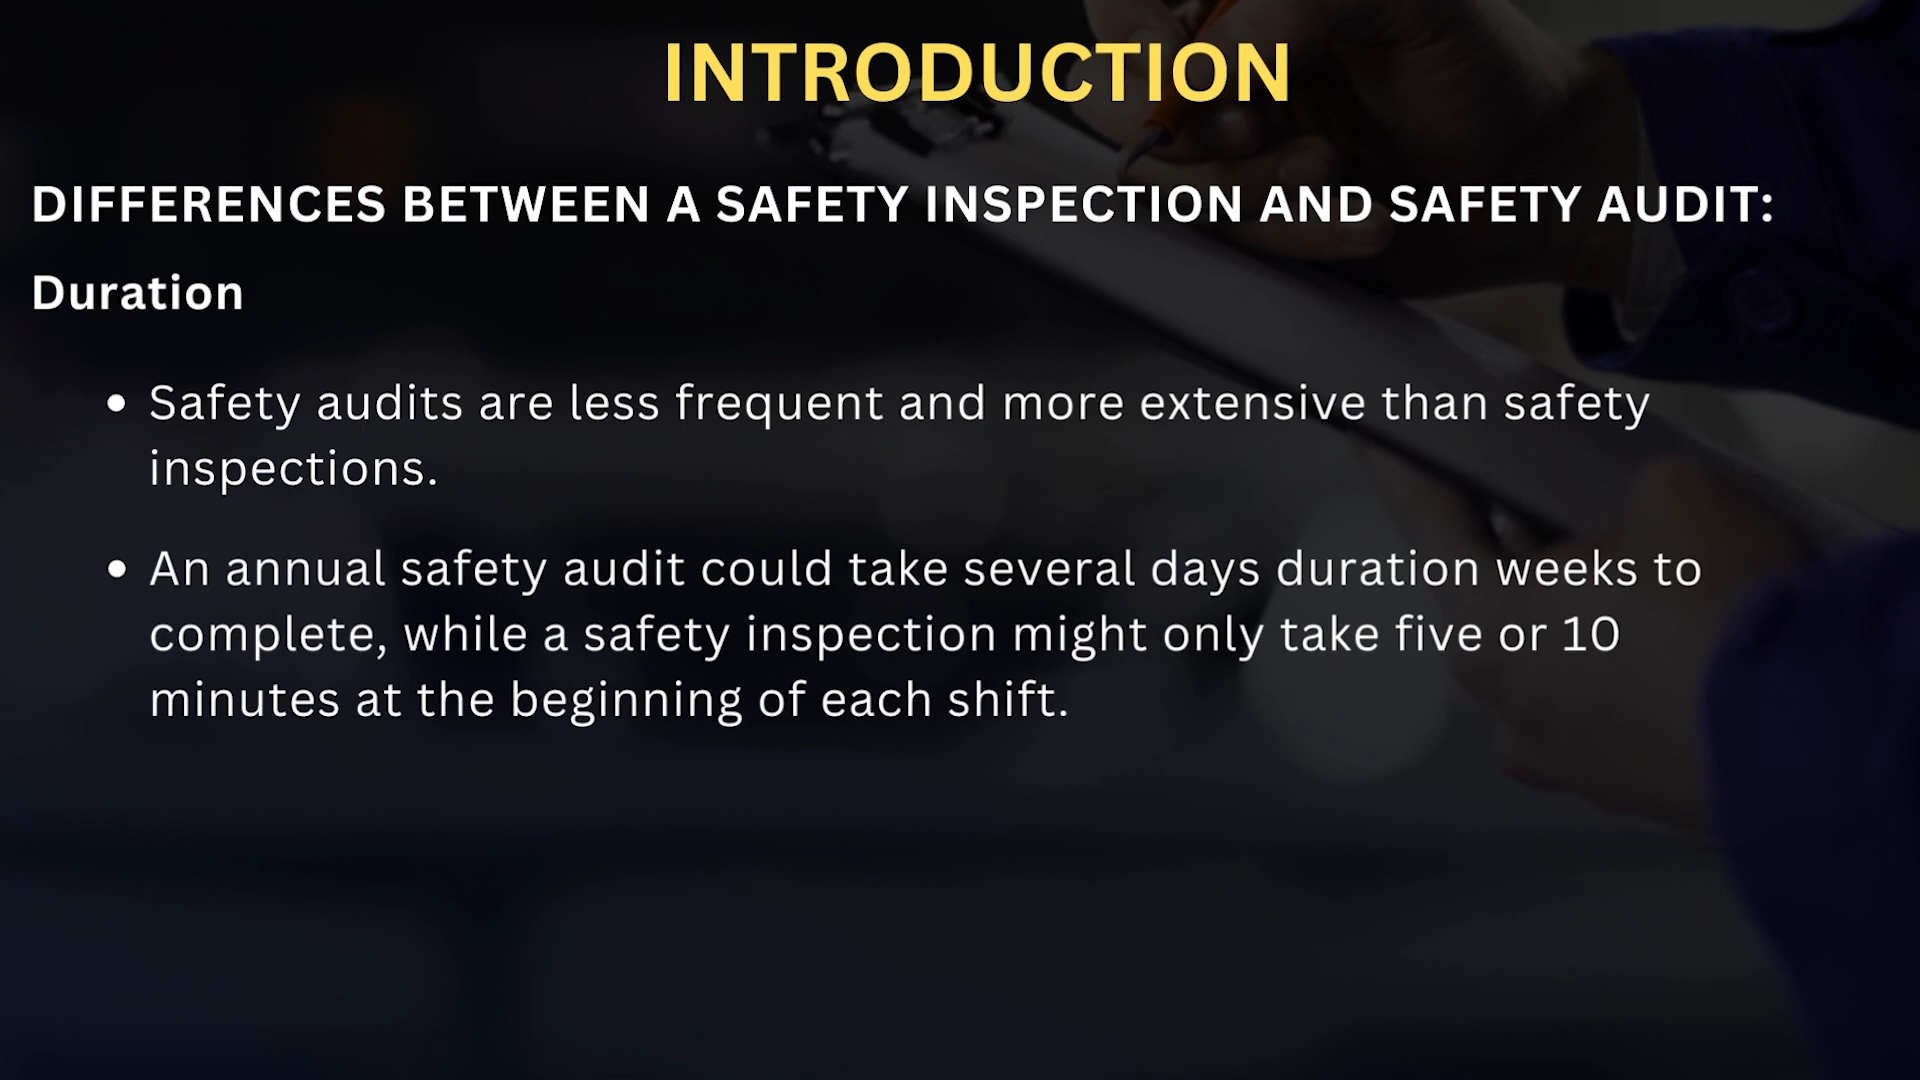 INTRODUCTION
DIFFERENCES BETWEEN A SAFETY INSPECTION AND SAFETY AUDIT:
Duration
• Safety audits are less frequent and more extensive than safety
inspections.
• An annual safety audit could take several days duration weeks to
complete, while a safety inspection might only take five or 10
minutes at the beginning of each shift.